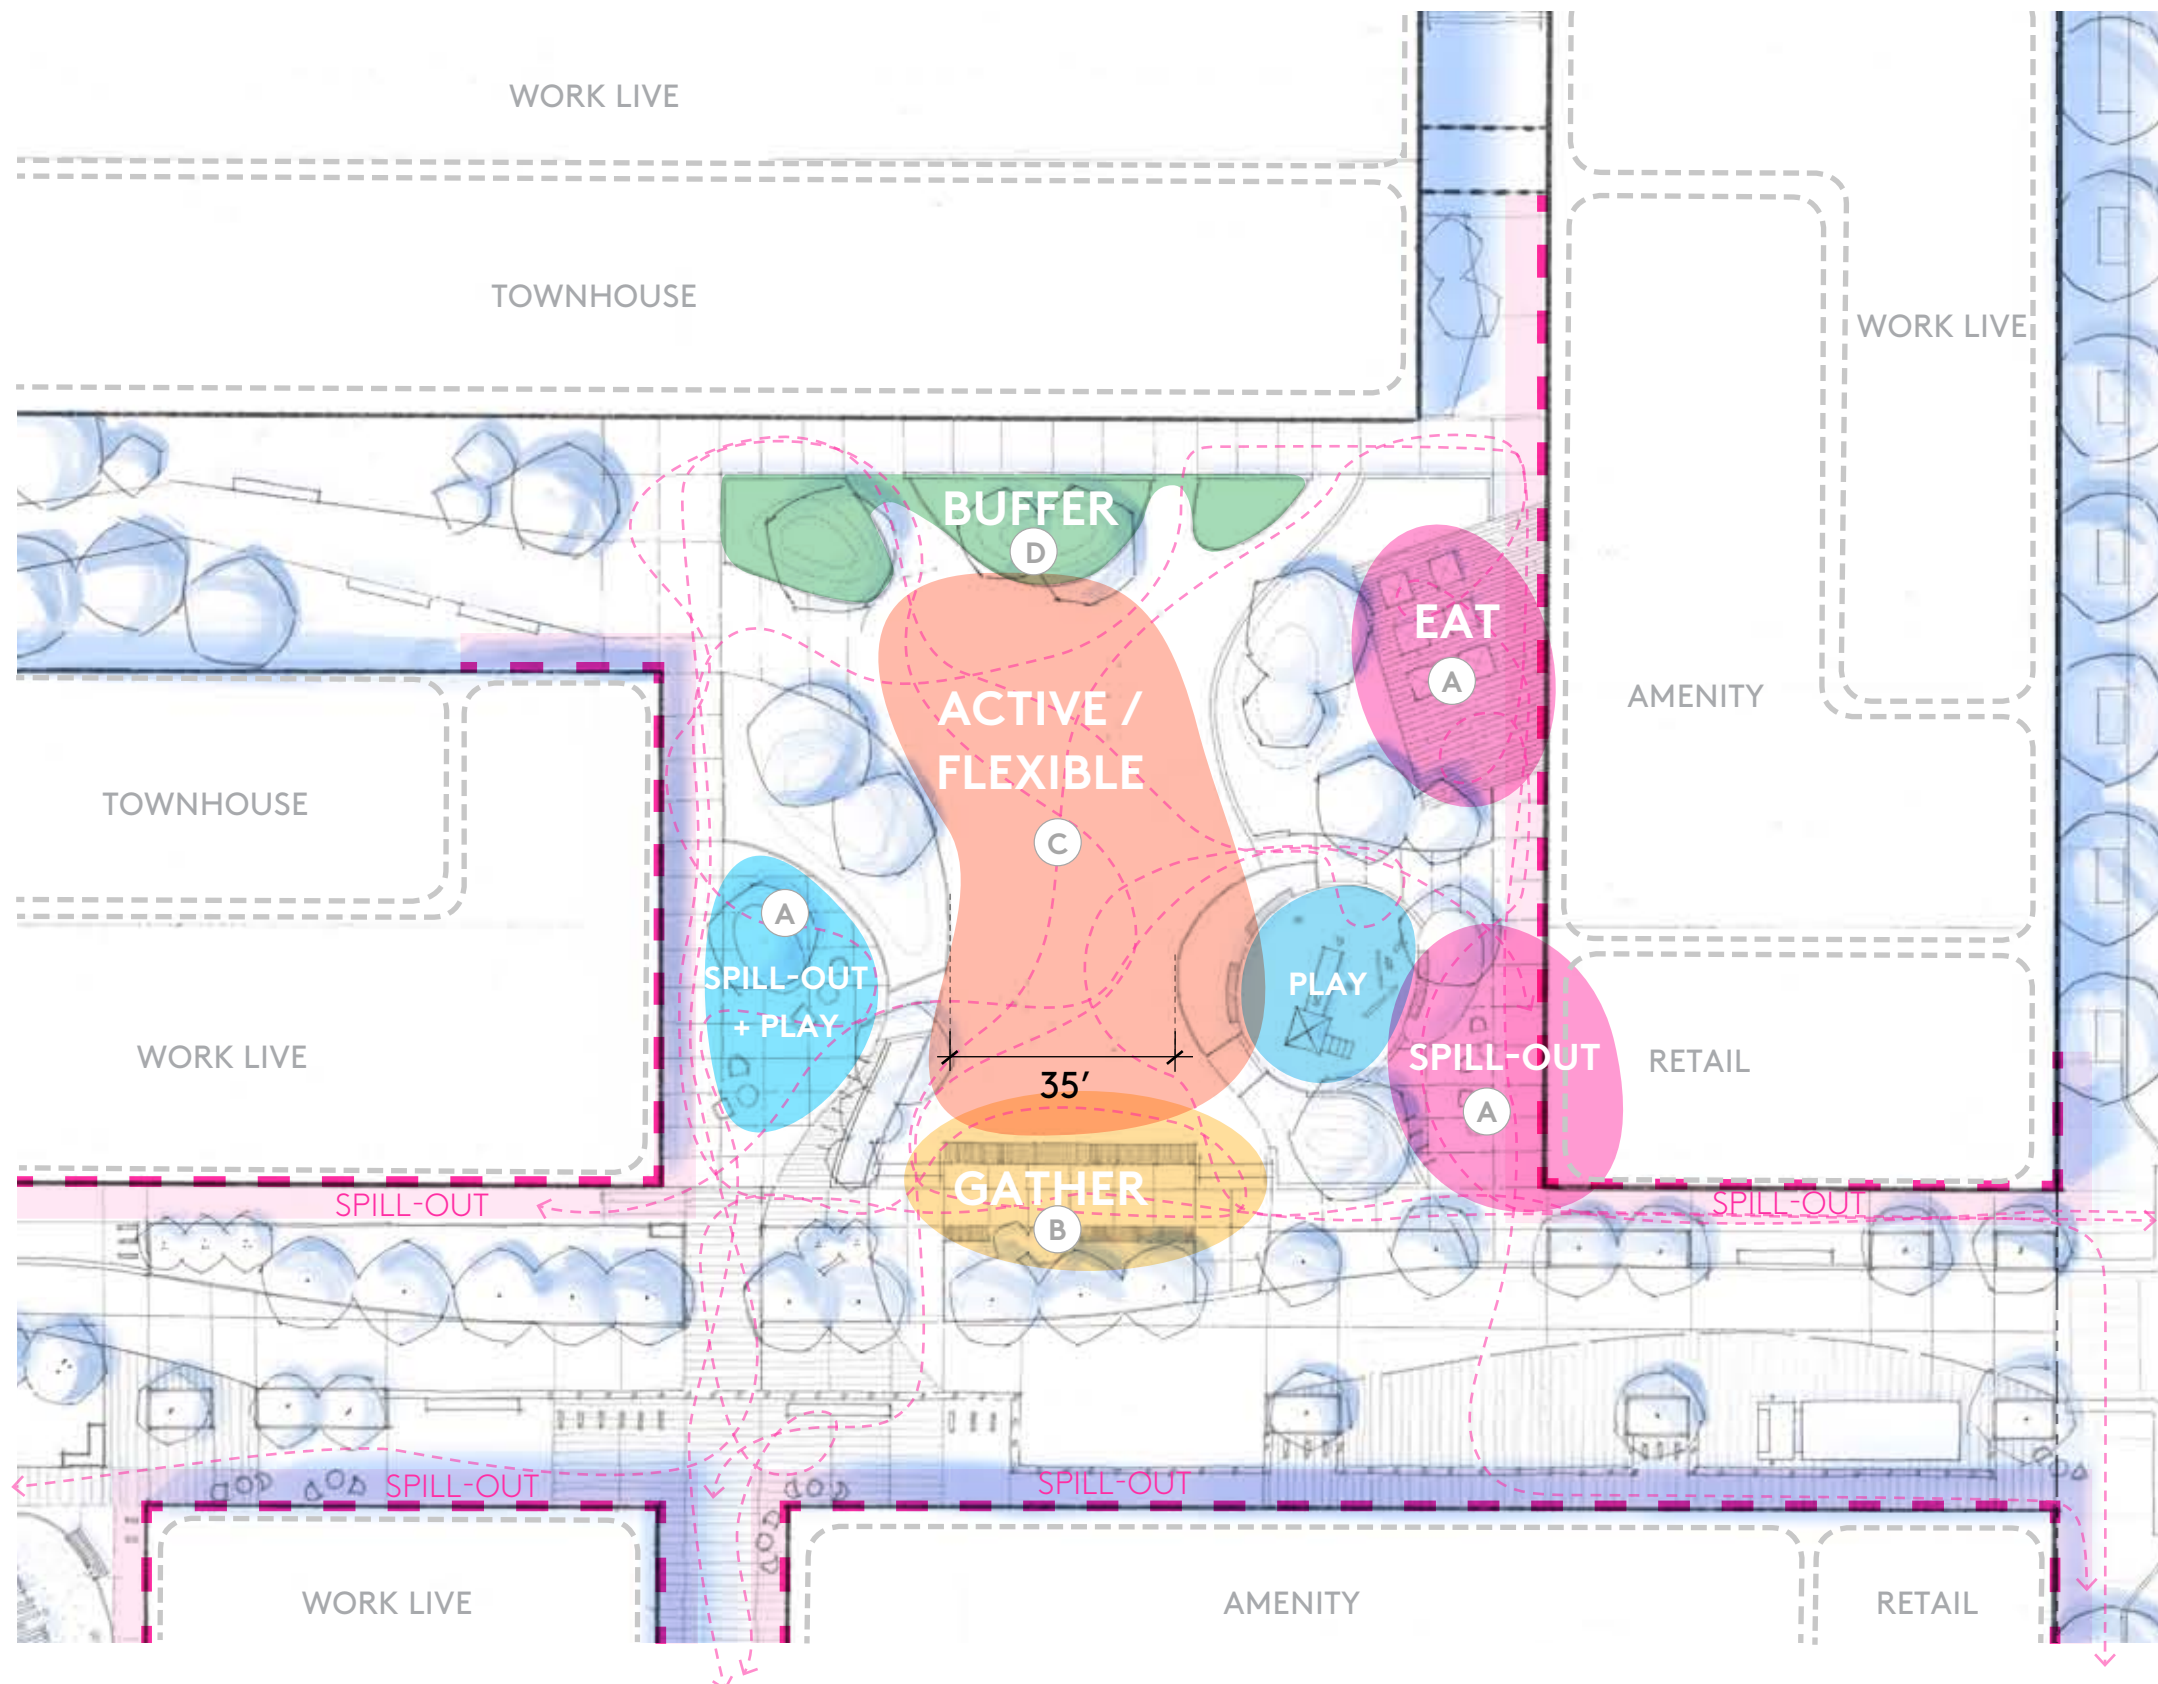 WORK LIVE
TOWNHOUSE
WORK LIVE
BUFFER
D
EAT
A
AMENITY
ACTIVE /
FLEXIBLE
C
TOWNHOUSE
A
SPILL-OUT
+ PLAY
PLAY
WORK LIVE
SPILL-OUT
A
RETAIL
35′
GATHER
B
SPILL-OUT
SPILL-OUT
SPILL-OUT
SPILL-OUT
WORK LIVE
AMENITY
RETAIL